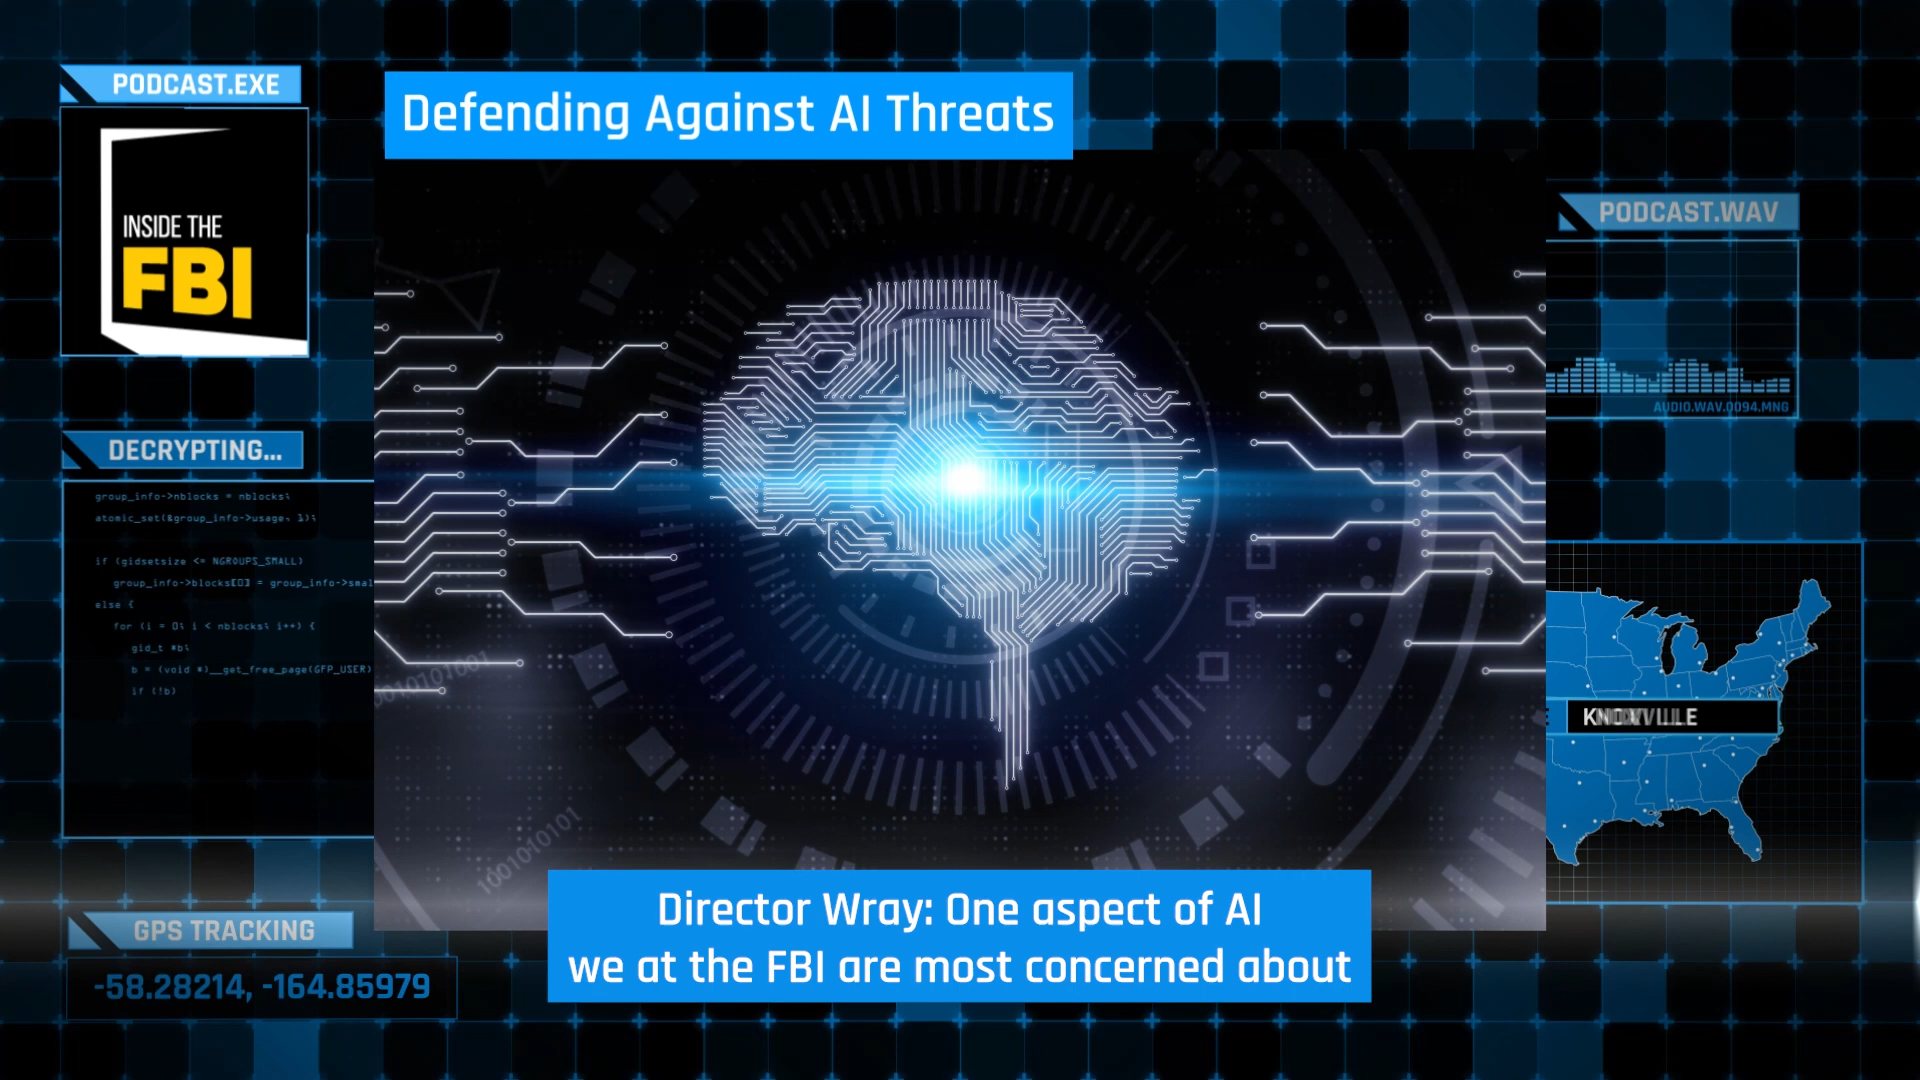 PODCAST.EXE
INSIDE THE
FBI
Defending Against AI Threats
PODCAST.WAV
AUDIO.WAV.0094.MNG
DECRYPTING...
group_info->nblocks = nblocks;
atomic_set(&group_info->usage, 1);
if (gidsetsize <= NGROUPS_SMALL)
group_info->blocks[0] = group_info->smal
else {
for (i = 0; i < nblocks; i++) {
gid_t *b;
b = (void *)__get_free_page(GFP_USER)
if (!b)
1001010101
GPS TRACKING
-58.28214, -164.85979
Director Wray: One aspect of AI
we at the FBI are most concerned about